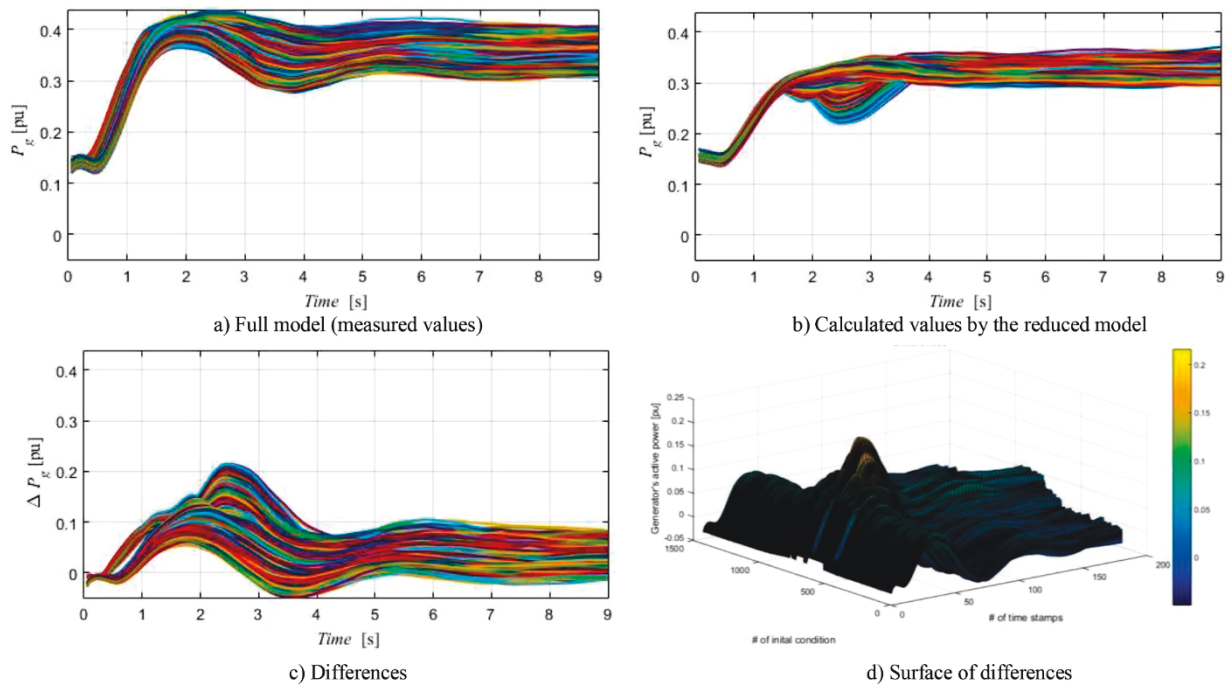 0.4
0.3
0.2
0.1
0
P g [pu]
0 1 2 3 4 5 6 7 8 9
Time [s]
a) Full model (measured values)
0.4
0.3
0.2
0.1
0
P g [pu]
0 1 2 3 4 5 6 7 8 9
Time [s]
b) Calculated values by the reduced model
0.4
0.3
0.2
0.1
0
Δ P g [pu]
0 1 2 3 4 5 6 7 8 9
Time [s]
c) Differences
0.25
0.2
0.15
0.1
0.05
0
-0.05
Generator's active power [pu]
1500
1000
500
0
# of inital condition
0
50
100
150
200
# of time stamps
0.2
0.15
0.1
0.05
0
d) Surface of differences